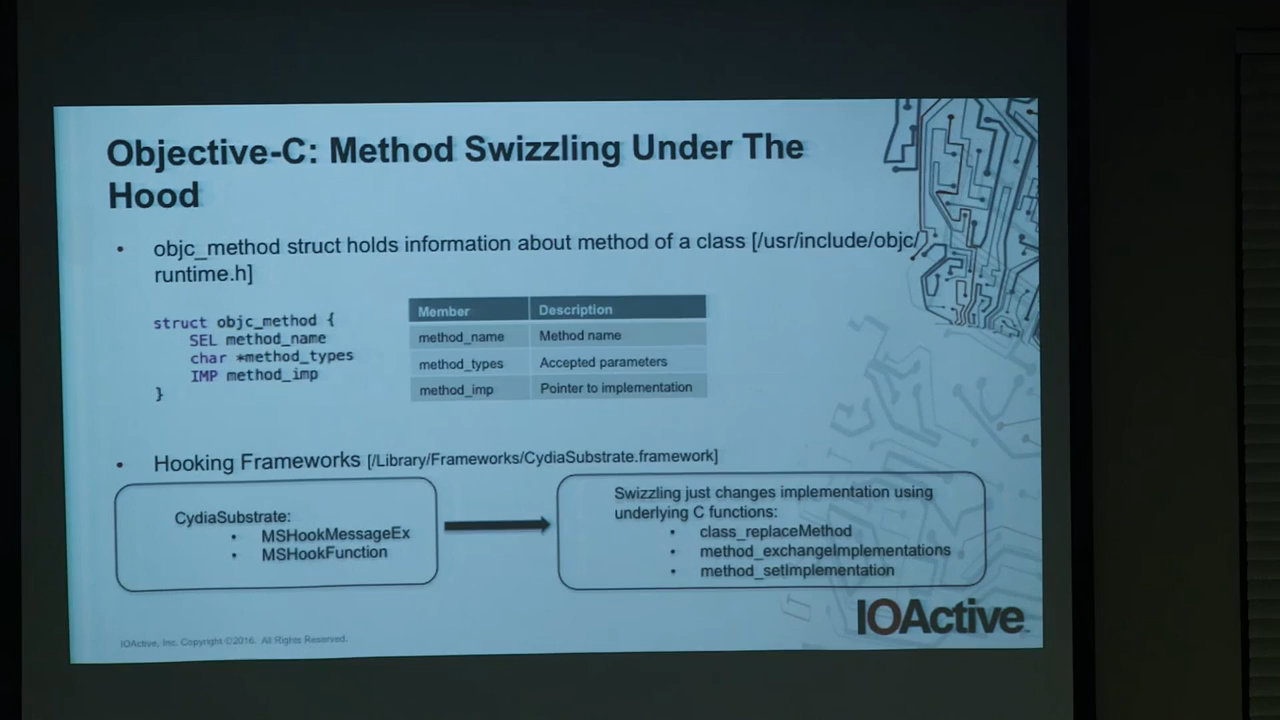 Objective-C: Method Swizzling Under The
Hood
• objc_method struct holds information about method of a class [/usr/include/objc/
runtime.h]
struct objc_method {
SEL method_name
char *method_types
IMP method_imp
}
Member Description
method_name Method name
method_types Accepted parameters
method_imp Pointer to implementation
• Hooking Frameworks [/Library/Frameworks/CydiaSubstrate.framework]
CydiaSubstrate:
• MSHookMessageEx
• MSHookFunction
Swizzling just changes implementation using
underlying C functions:
• class_replaceMethod
• method_exchangeImplementations
• method_setImplementation
IOActive
IOActive, Inc. Copyright ©2016. All Rights Reserved.